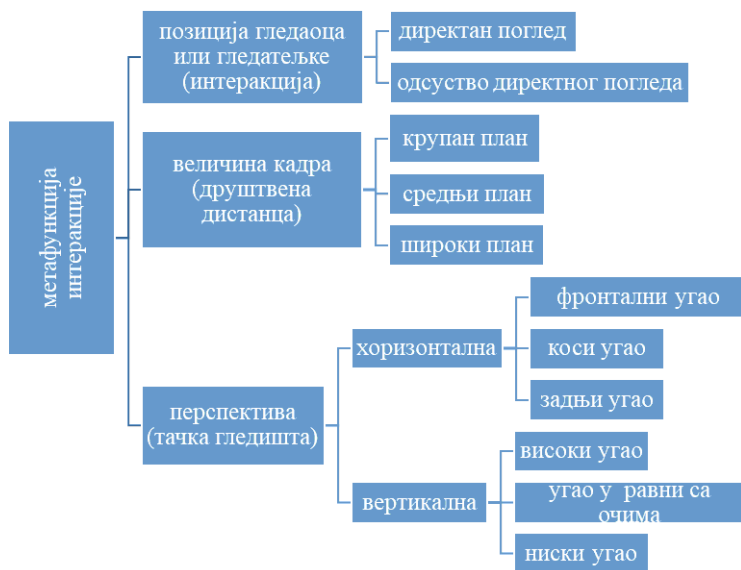 метафункција
интеракције
позиција гледаоца
или гледатељке
(интеракција)
директан поглед
одсуство директног погледа
величина кадра
(друштвена
дистанца)
крупан план
средњи план
широки план
перспектива
(тачка гледишта)
хоризонтална
фронтални угао
коси угао
задњи угао
вертикална
високи угао
угао у равни са
очима
ниски угао